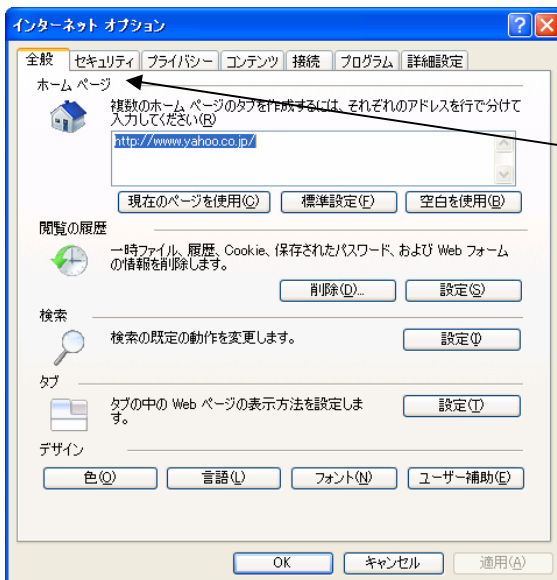 インターネット オプション
全般 セキュリティ プライバシー コンテンツ 接続 プログラム 詳細設定
ホーム ページ
複数のホーム ページのタブを作成するには、それぞれのアドレスを行で分けて
入力してください(R)
http://www.yahoo.co.jp/
現在のページを使用(C) 標準設定(F) 空白を使用(B)
閲覧の履歴
一時ファイル、履歴、Cookie、保存されたパスワード、および Web フォーム
の情報を削除します。
削除(D)... 設定(S)
検索
検索の既定の動作を変更します。
設定(I)
タブ
タブの中の Web ページの表示方法を設定しま
す。
設定(T)
デザイン
色(O) 言語(L) フォント(N) ユーザー補助(E)
OK キャンセル 適用(A)